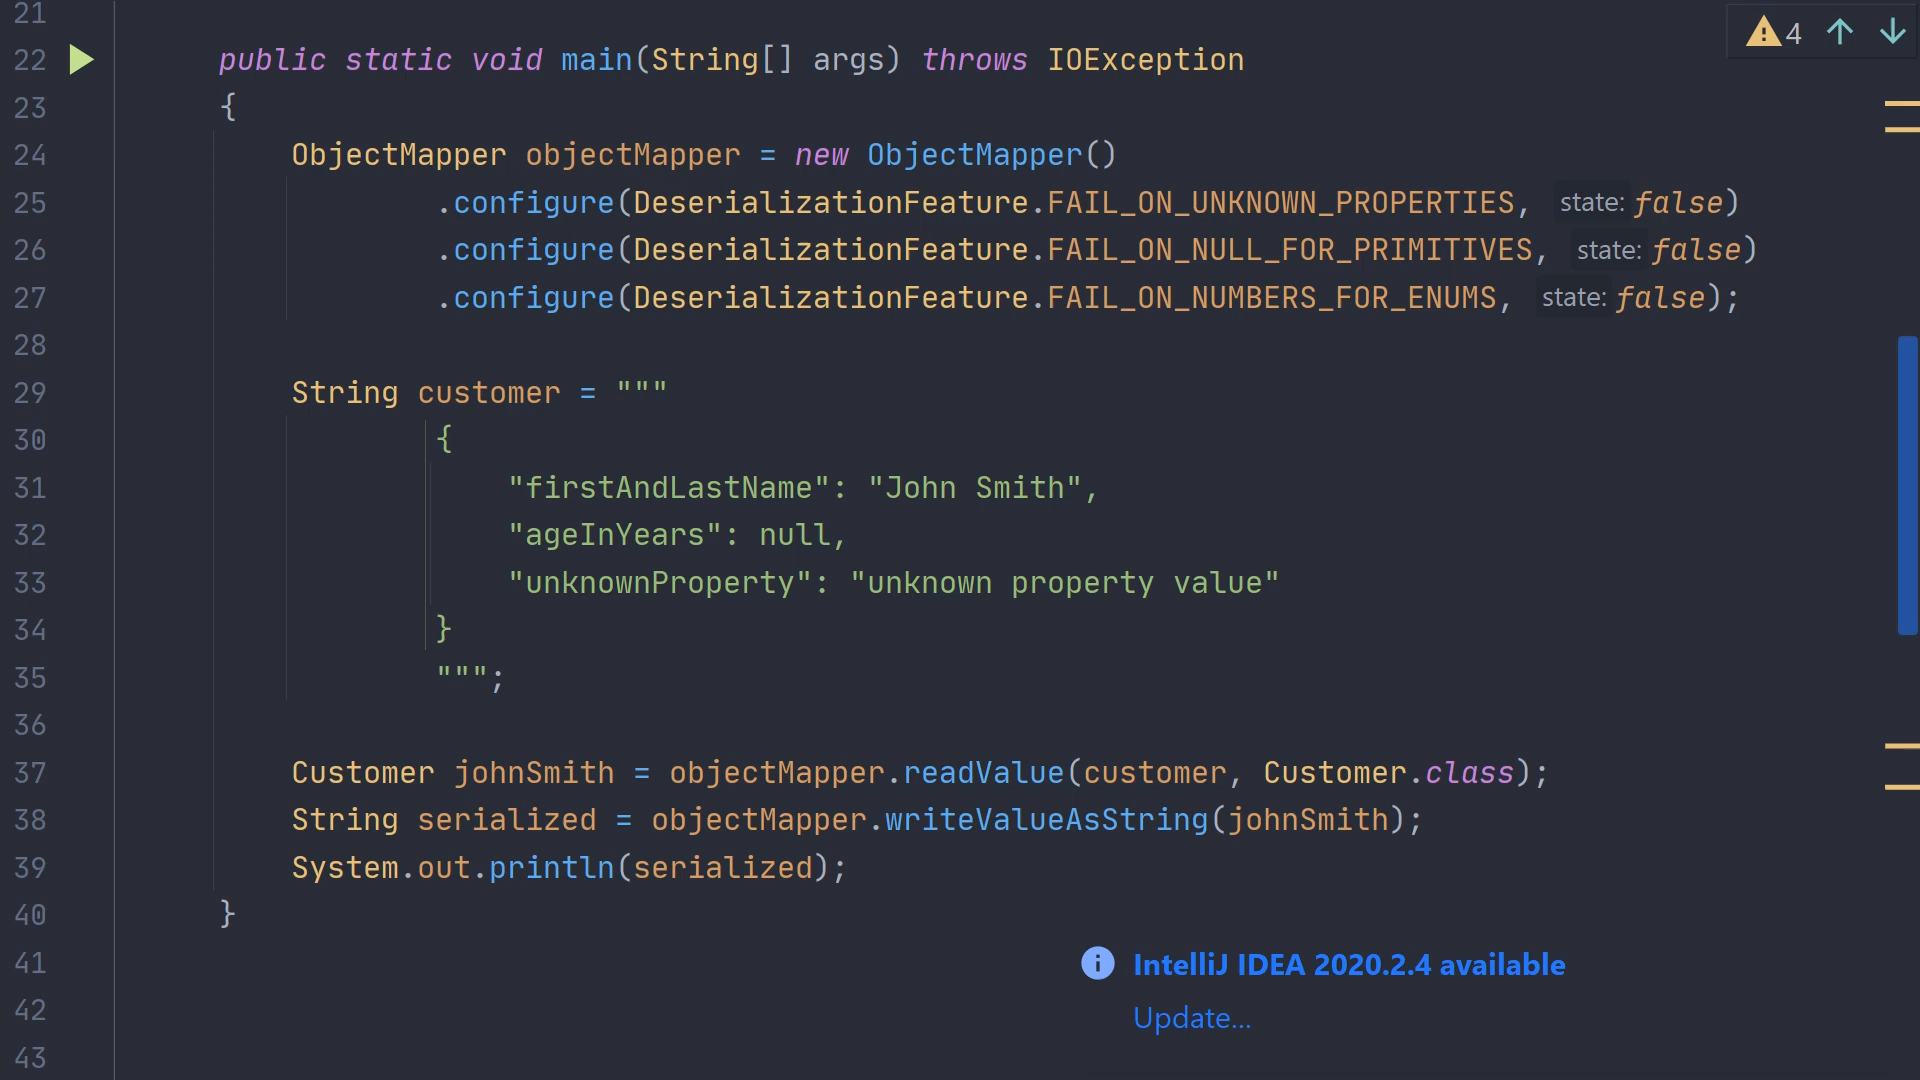 21
22 public static void main(String[] args) throws IOException
23 {
24 ObjectMapper objectMapper = new ObjectMapper()
25 .configure(DeserializationFeature.FAIL_ON_UNKNOWN_PROPERTIES, state: false)
26 .configure(DeserializationFeature.FAIL_ON_NULL_FOR_PRIMITIVES, state: false)
27 .configure(DeserializationFeature.FAIL_ON_NUMBERS_FOR_ENUMS, state: false);
28
29 String customer = """
30 {
31 "firstAndLastName": "John Smith",
32 "ageInYears": null,
33 "unknownProperty": "unknown property value"
34 }
35 """;
36
37 Customer johnSmith = objectMapper.readValue(customer, Customer.class);
38 String serialized = objectMapper.writeValueAsString(johnSmith);
39 System.out.println(serialized);
40 }
41
42
43
4
IntelliJ IDEA 2020.2.4 available
Update...